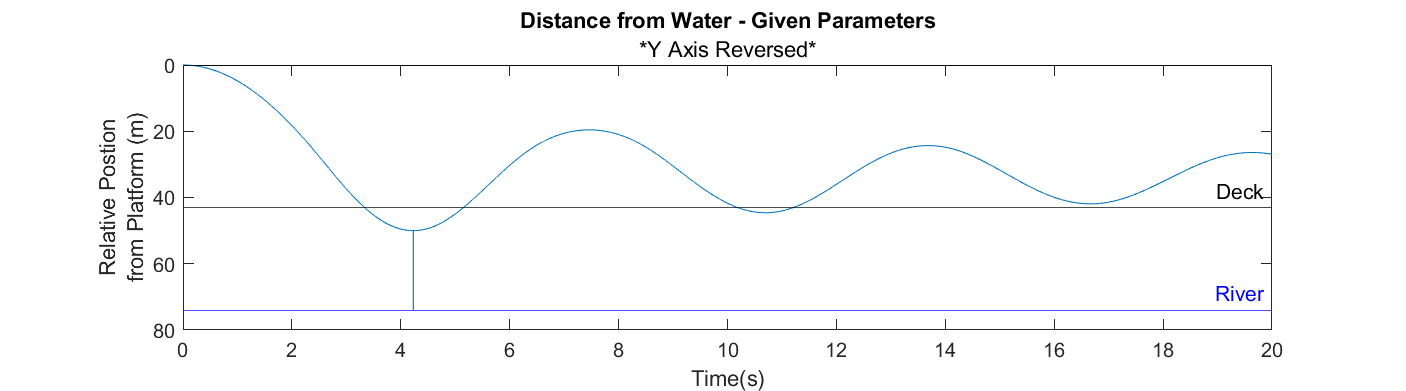 Distance from Water - Given Parameters
*Y Axis Reversed*
Relative Postion
from Platform (m)
0
20
40
60
80
Deck
River
0 2 4 6 8 10 12 14 16 18 20
Time(s)